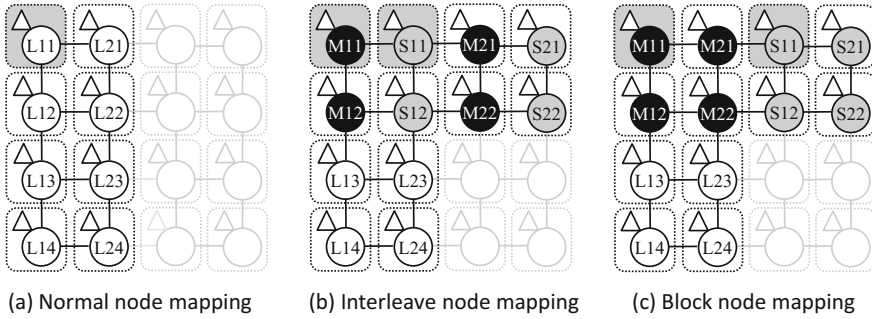 L11 L21 M11 S11 M21 S21 M11 M21 S11 S21
L12 L22 M12 S12 M22 S22 M12 M22 S12 S22
L13 L23 L13 L23 L13 L23
L14 L24 L14 L24 L14 L24
(a) Normal node mapping (b) Interleave node mapping (c) Block node mapping